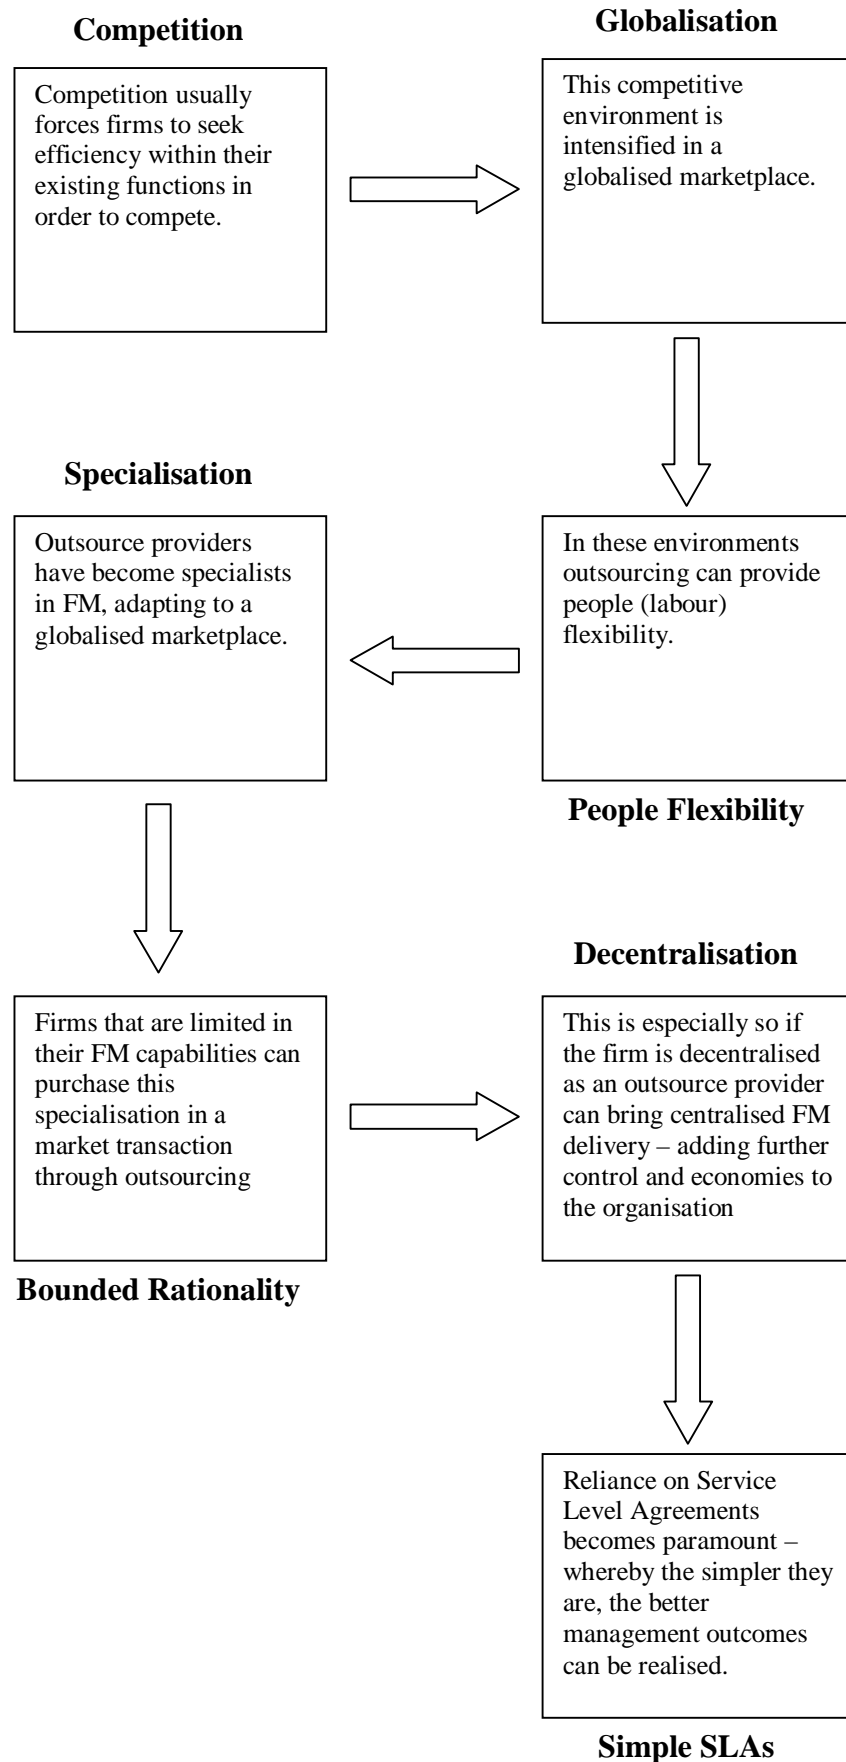 Competition
Competition usually
forces firms to seek
efficiency within their
existing functions in
order to compete.
Globalisation
This competitive
environment is
intensified in a
globalised marketplace.
In these environments
outsourcing can provide
people (labour)
flexibility.
People Flexibility
Specialisation
Outsource providers
have become specialists
in FM, adapting to a
globalised marketplace.
Firms that are limited in
their FM capabilities can
purchase this
specialisation in a
market transaction
through outsourcing
Bounded Rationality
Decentralisation
This is especially so if
the firm is decentralised
as an outsource provider
can bring centralised FM
delivery – adding further
control and economies to
the organisation
Reliance on Service
Level Agreements
becomes paramount –
whereby the simpler they
are, the better
management outcomes
can be realised.
Simple SLAs